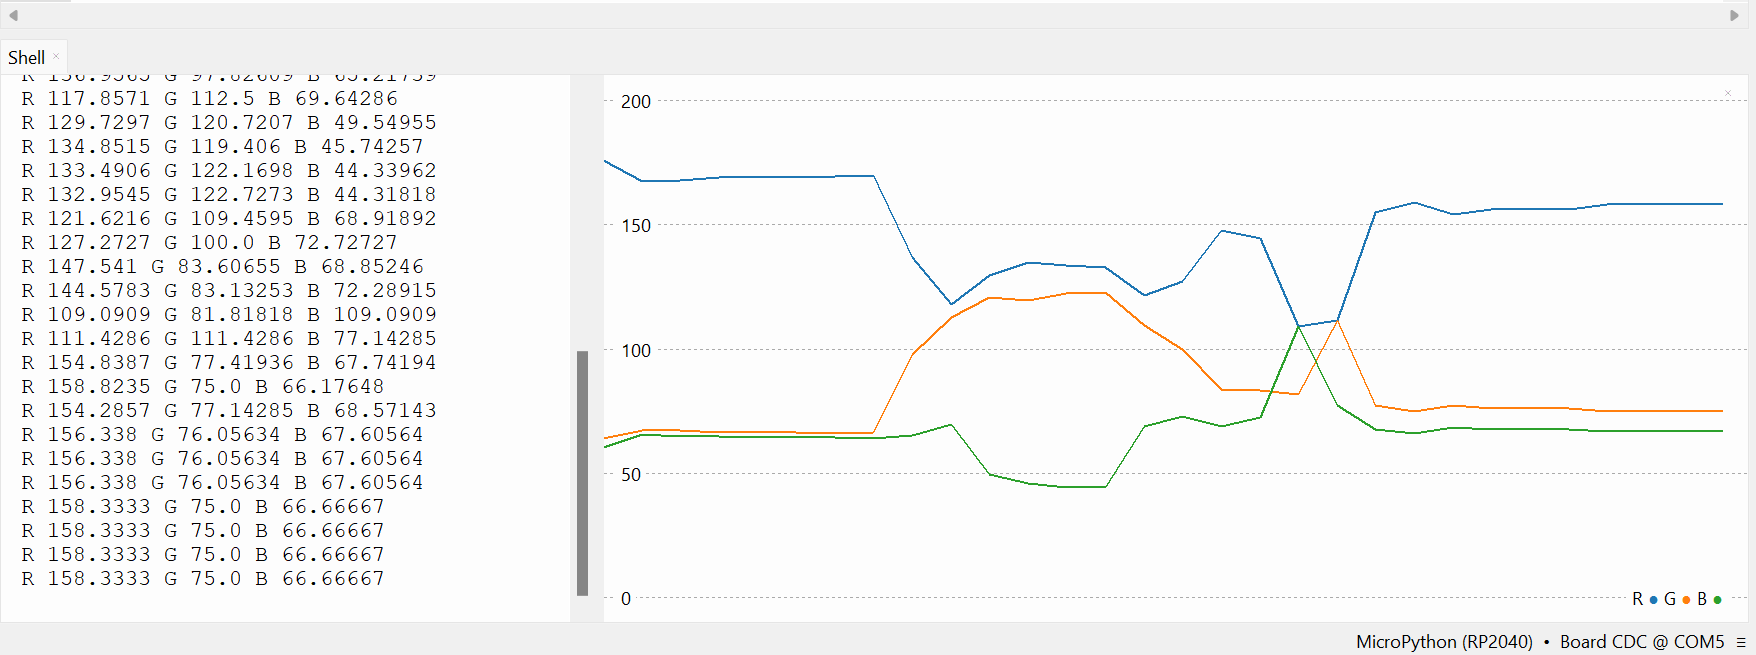 Shell ×
R 136.9565 G 97.82609 B 65.21739
R 117.8571 G 112.5 B 69.64286
R 129.7297 G 120.7207 B 49.54955
R 134.8515 G 119.406 B 45.74257
R 133.4906 G 122.1698 B 44.33962
R 132.9545 G 122.7273 B 44.31818
R 121.6216 G 109.4595 B 68.91892
R 127.2727 G 100.0 B 72.72727
R 147.541 G 83.60655 B 68.85246
R 144.5783 G 83.13253 B 72.28915
R 109.0909 G 81.81818 B 109.0909
R 111.4286 G 111.4286 B 77.14285
R 154.8387 G 77.41936 B 67.74194
R 158.8235 G 75.0 B 66.17648
R 154.2857 G 77.14285 B 68.57143
R 156.338 G 76.05634 B 67.60564
R 156.338 G 76.05634 B 67.60564
R 156.338 G 76.05634 B 67.60564
R 158.3333 G 75.0 B 66.66667
R 158.3333 G 75.0 B 66.66667
R 158.3333 G 75.0 B 66.66667
R 158.3333 G 75.0 B 66.66667
×
200
150
100
50
0
R ● G ● B ●
MicroPython (RP2040) • Board CDC @ COM5 ≡